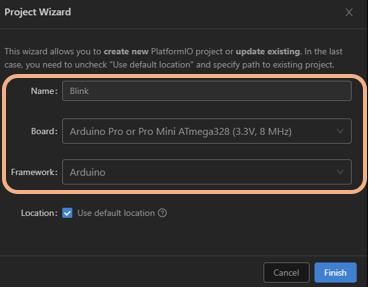 Project Wizard
This wizard allows you to create new PlatformIO project or update existing. In the last
case, you need to uncheck "Use default location" and specify path to existing project.
Name: Blink
Board: Arduino Pro or Pro Mini ATmega328 (3.3V, 8 MHz)
Framework: Arduino
Location: Use default location
Cancel Finish